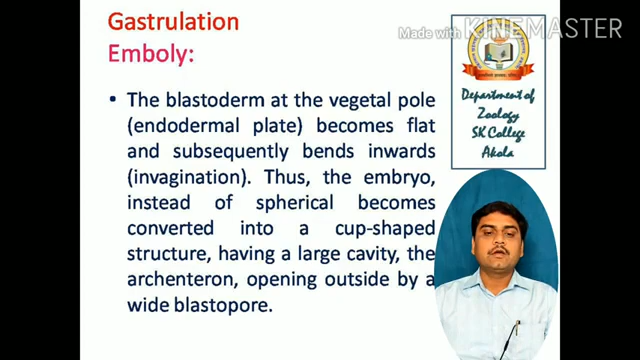 Gastrulation
Made with KINEMASTER
Emboly:
• The blastoderm at the vegetal pole
(endodermal plate) becomes flat
and subsequently bends inwards
(invagination). Thus, the embryo,
instead of spherical becomes
converted into a cup-shaped
structure, having a large cavity, the
archenteron, opening outside by a
wide blastopore.
Department of
Zoology
SK College
Akola